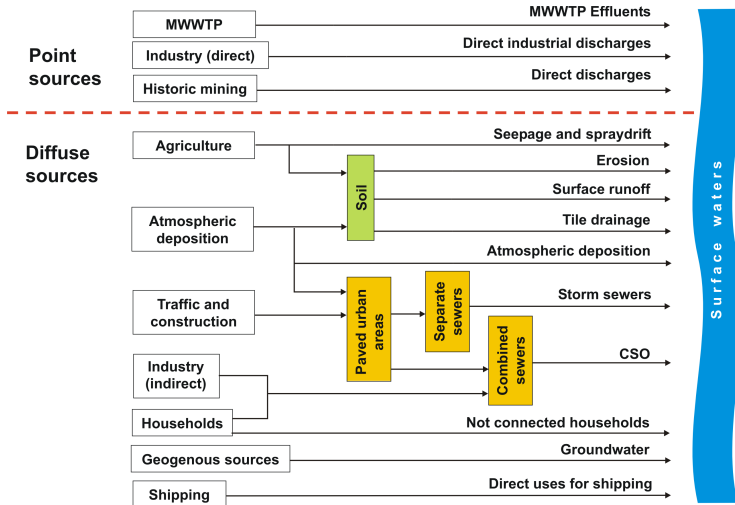 Point
sources
MWWTP
MWWTP Effluents
Industry (direct)
Direct industrial discharges
Historic mining
Direct discharges
Diffuse
sources
Agriculture
Seepage and spraydrift
Soil
Erosion
Surface runoff
Tile drainage
Atmospheric
deposition
Atmospheric deposition
Traffic and
construction
Paved urban
areas
Separate
sewers
Storm sewers
Combined
sewers
CSO
Industry
(indirect)
Households
Not connected households
Geogenous sources
Groundwater
Shipping
Direct uses for shipping
Surface waters